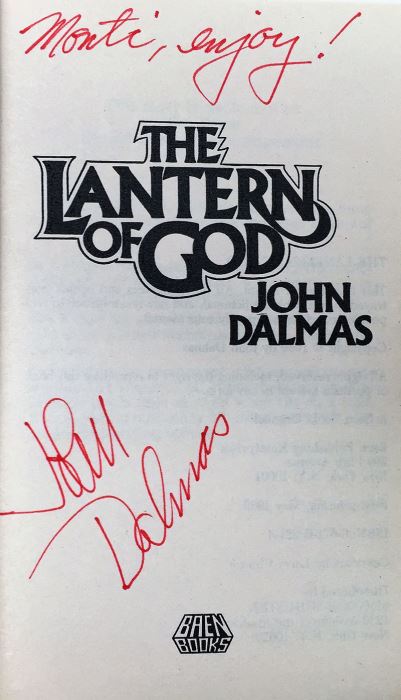 Monti, enjoy!
THE
LANTERN
OF GOD
JOHN
DALMAS
John
Dalmas
BAEN
BOOKS